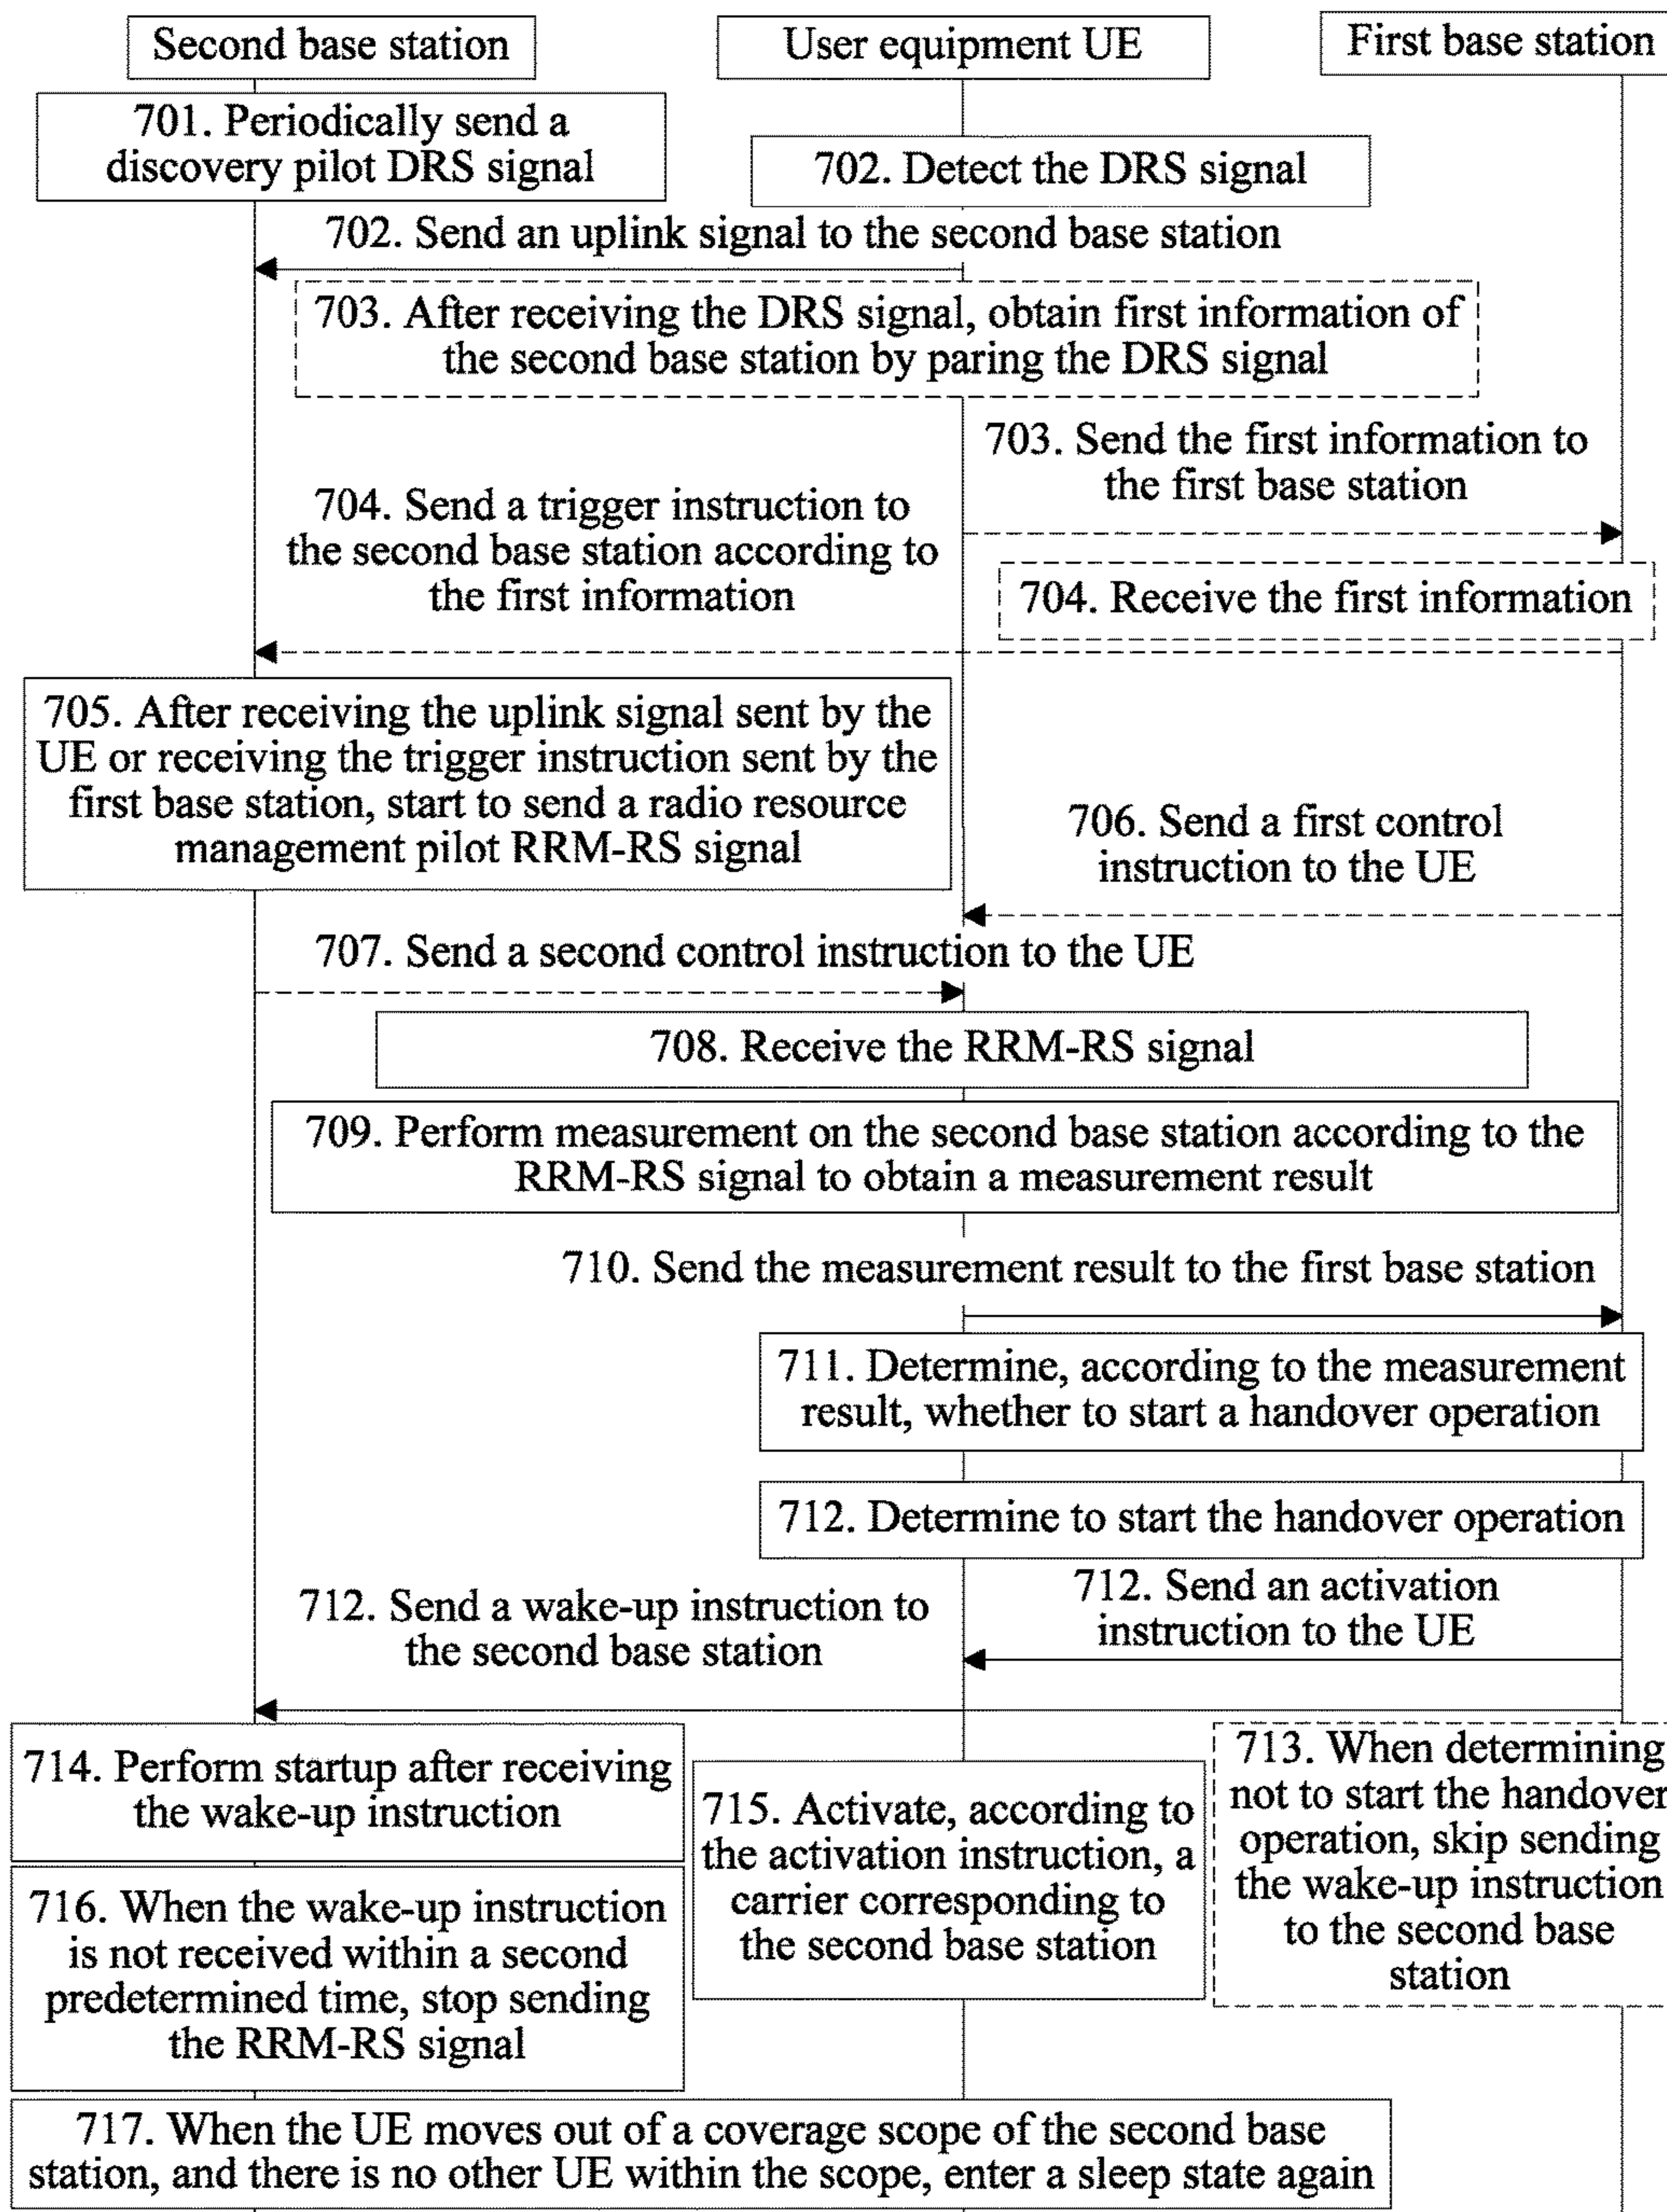 Second base station
User equipment UE
First base station
701. Periodically send a
discovery pilot DRS signal
702. Detect the DRS signal
702. Send an uplink signal to the second base station
703. After receiving the DRS signal, obtain first information of
the second base station by paring the DRS signal
703. Send the first information to
the first base station
704. Send a trigger instruction to
the second base station according to
the first information
704. Receive the first information
705. After receiving the uplink signal sent by the
UE or receiving the trigger instruction sent by the
first base station, start to send a radio resource
management pilot RRM-RS signal
706. Send a first control
instruction to the UE
707. Send a second control instruction to the UE
708. Receive the RRM-RS signal
709. Perform measurement on the second base station according to the
RRM-RS signal to obtain a measurement result
710. Send the measurement result to the first base station
711. Determine, according to the measurement
result, whether to start a handover operation
712. Determine to start the handover operation
712. Send an activation
instruction to the UE
712. Send a wake-up instruction to
the second base station
713. When determining
not to start the handover
operation, skip sending
the wake-up instruction
to the second base
station
714. Perform startup after receiving
the wake-up instruction
715. Activate, according to
the activation instruction, a
carrier corresponding to
the second base station
716. When the wake-up instruction
is not received within a second
predetermined time, stop sending
the RRM-RS signal
717. When the UE moves out of a coverage scope of the second base
station, and there is no other UE within the scope, enter a sleep state again